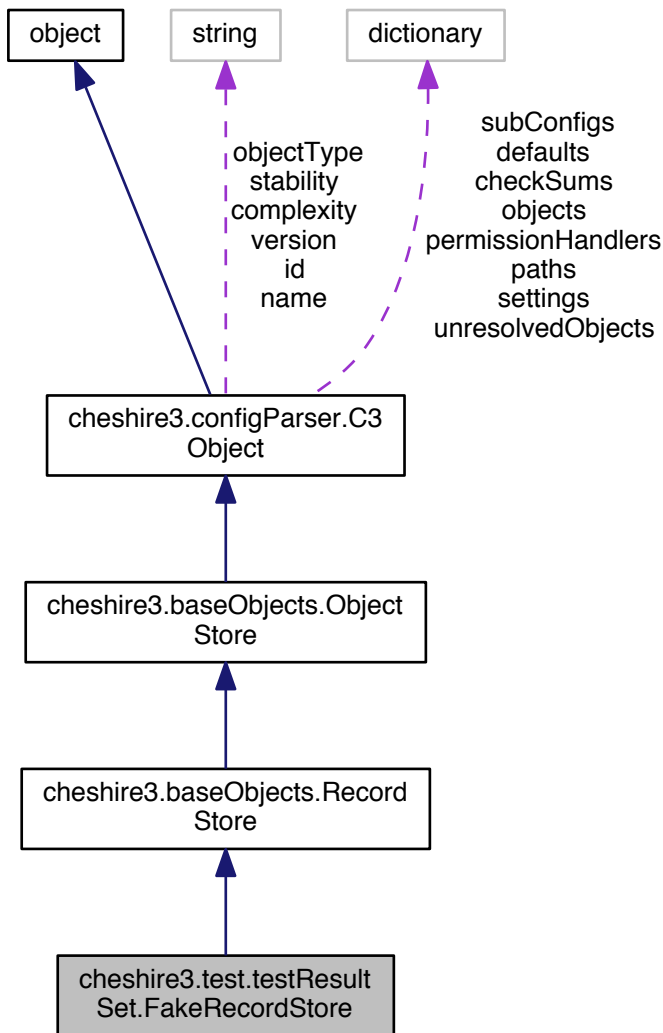 object
string
dictionary
objectType
stability
complexity
version
id
name
subConfigs
defaults
checkSums
objects
permissionHandlers
paths
settings
unresolvedObjects
cheshire3.configParser.C3
Object
cheshire3.baseObjects.Object
Store
cheshire3.baseObjects.Record
Store
cheshire3.test.testResult
Set.FakeRecordStore